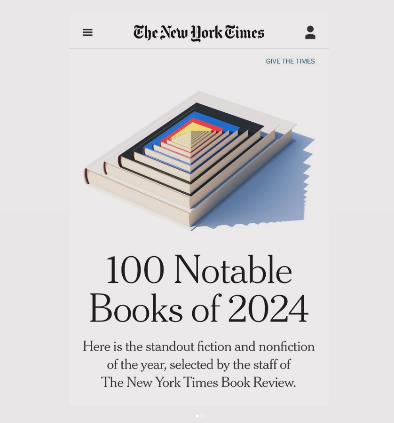 The New York Times
GIVE THE TIMES
100 Notable
Books of 2024
Here is the standout fiction and nonfiction
of the year, selected by the staff of
The New York Times Book Review.